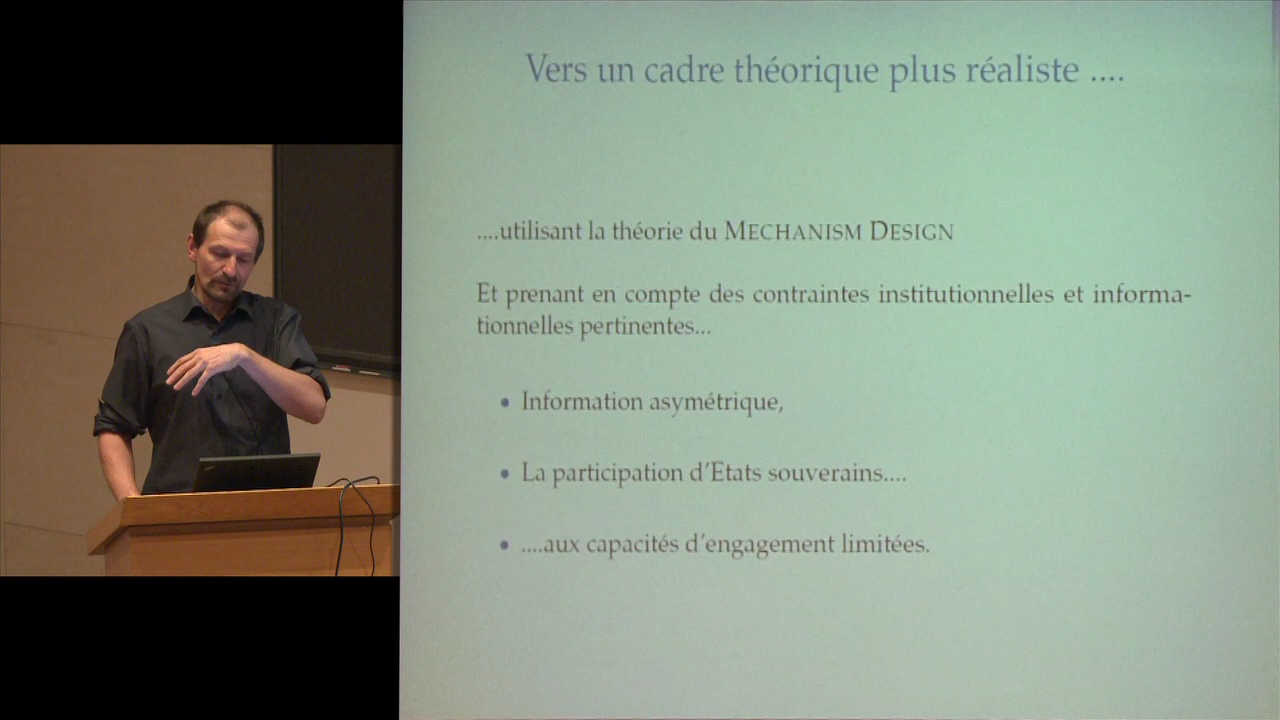 Vers un cadre théorique plus réaliste ....
....utilisant la théorie du MECHANISM DESIGN
Et prenant en compte des contraintes institutionnelles et informa-
tionnelles pertinentes...
• Information asymétrique,
• La participation d'Etats souverains....
• ....aux capacités d'engagement limitées.